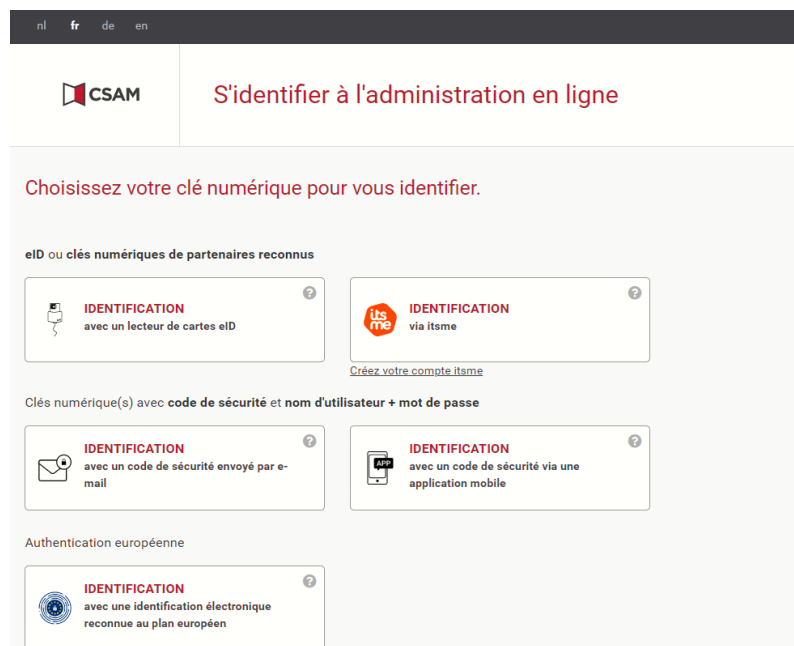 nl fr de en
CSAM
S'identifier à l'administration en ligne
Choisissez votre clé numérique pour vous identifier.
eID ou clés numériques de partenaires reconnus
IDENTIFICATION
avec un lecteur de cartes eID
?
its
me
IDENTIFICATION
via itsme
?
Créez votre compte itsme
Clés numérique(s) avec code de sécurité et nom d'utilisateur + mot de passe
IDENTIFICATION
avec un code de sécurité envoyé par e-
mail
?
APP
IDENTIFICATION
avec un code de sécurité via une
application mobile
?
Authentication européenne
IDENTIFICATION
avec une identification électronique
reconnue au plan européen
?